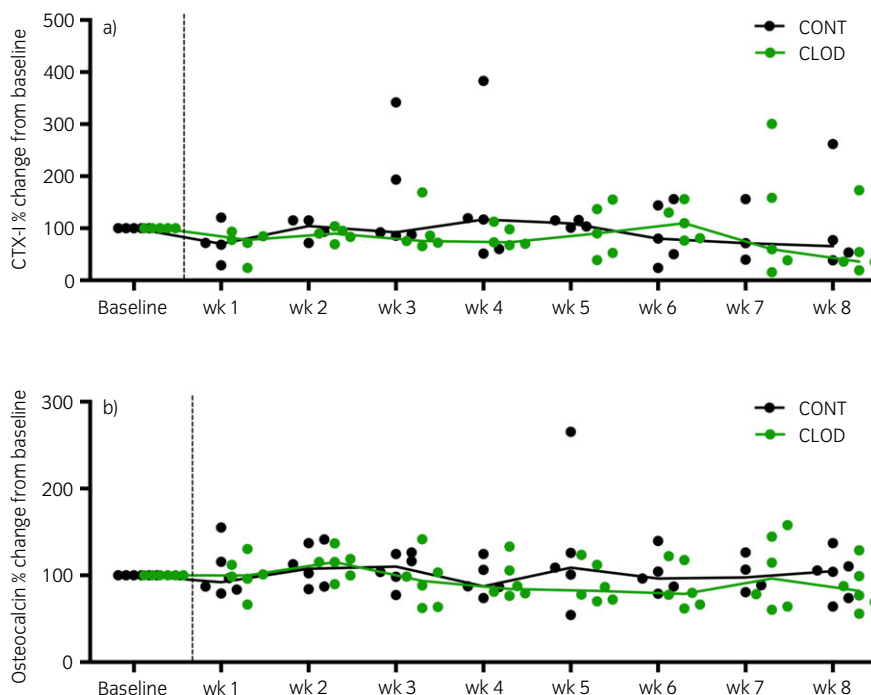 500
a)
CONT
CLOD
400
300
200
100
0
CTX-I % change from baseline
Baseline wk 1 wk 2 wk 3 wk 4 wk 5 wk 6 wk 7 wk 8
300
b)
CONT
CLOD
200
100
0
Osteocalcin % change from baseline
Baseline wk 1 wk 2 wk 3 wk 4 wk 5 wk 6 wk 7 wk 8